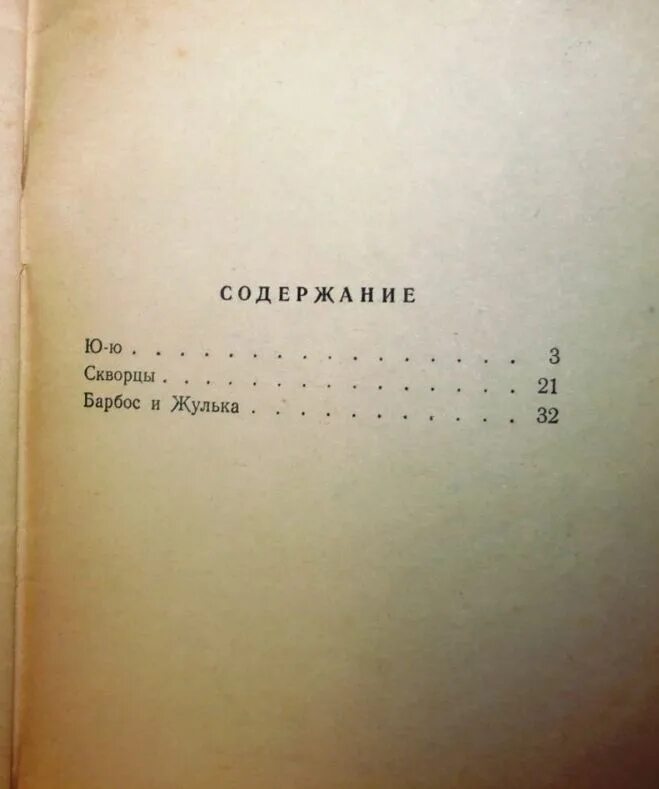 СОДЕРЖАНИЕ
Ю-ю . . . . . . . . . . . . . . . . . 3
Скворцы . . . . . . . . . . . . . . . 21
Барбос и Жулька . . . . . . . . . . . 32